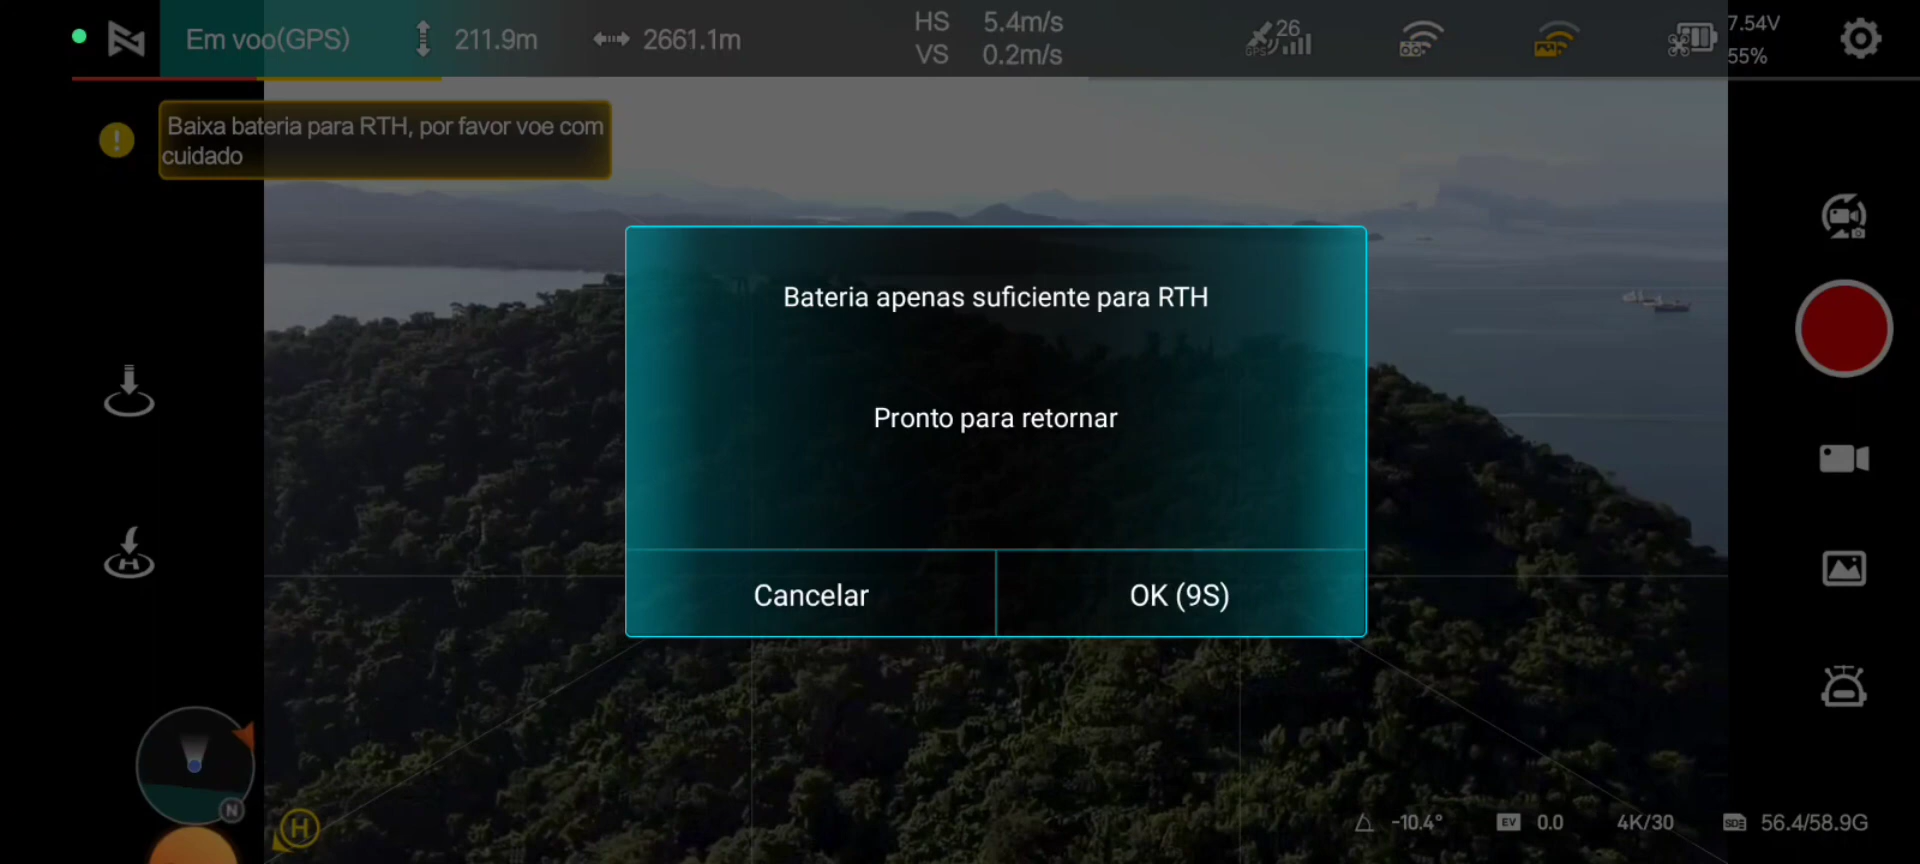 Em voo(GPS)
211.9m
2661.1m
HS 5.4m/s
VS 0.2m/s
GPS 26
7.54V
55%
Baixa bateria para RTH, por favor voe com
cuidado
Bateria apenas suficiente para RTH
Pronto para retornar
Cancelar
OK (9S)
N
H
H
-10.4°
EV 0.0
4K/30
SD 56.4/58.9G